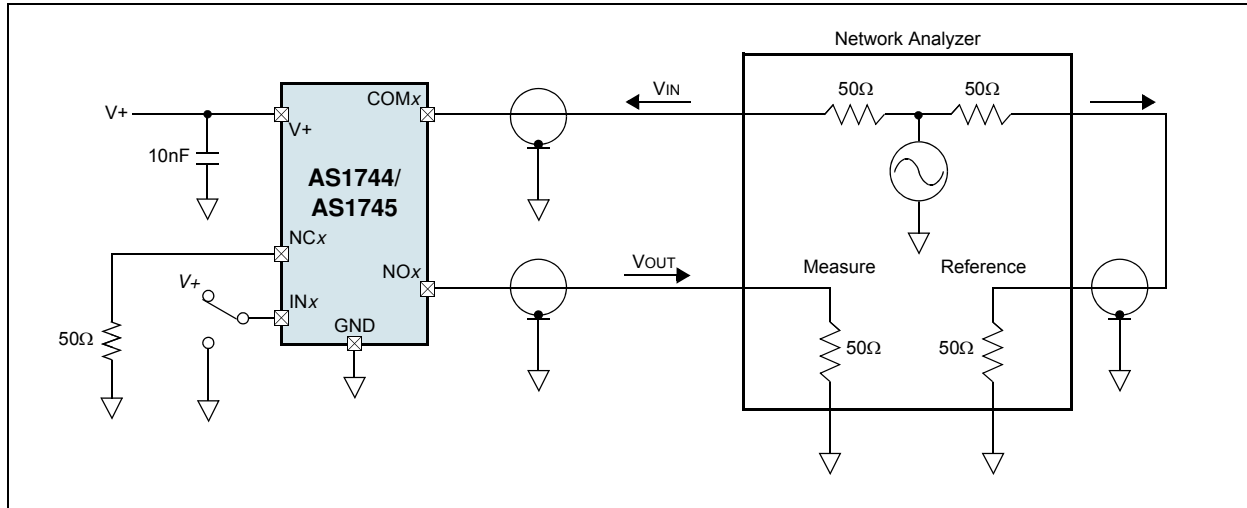 Network Analyzer
50Ω
50Ω
VIN
COMx
V+
V+
10nF
AS1744/
AS1745
NCx
NOx
VOUT
Measure
Reference
V+
INx
GND
50Ω
50Ω
50Ω